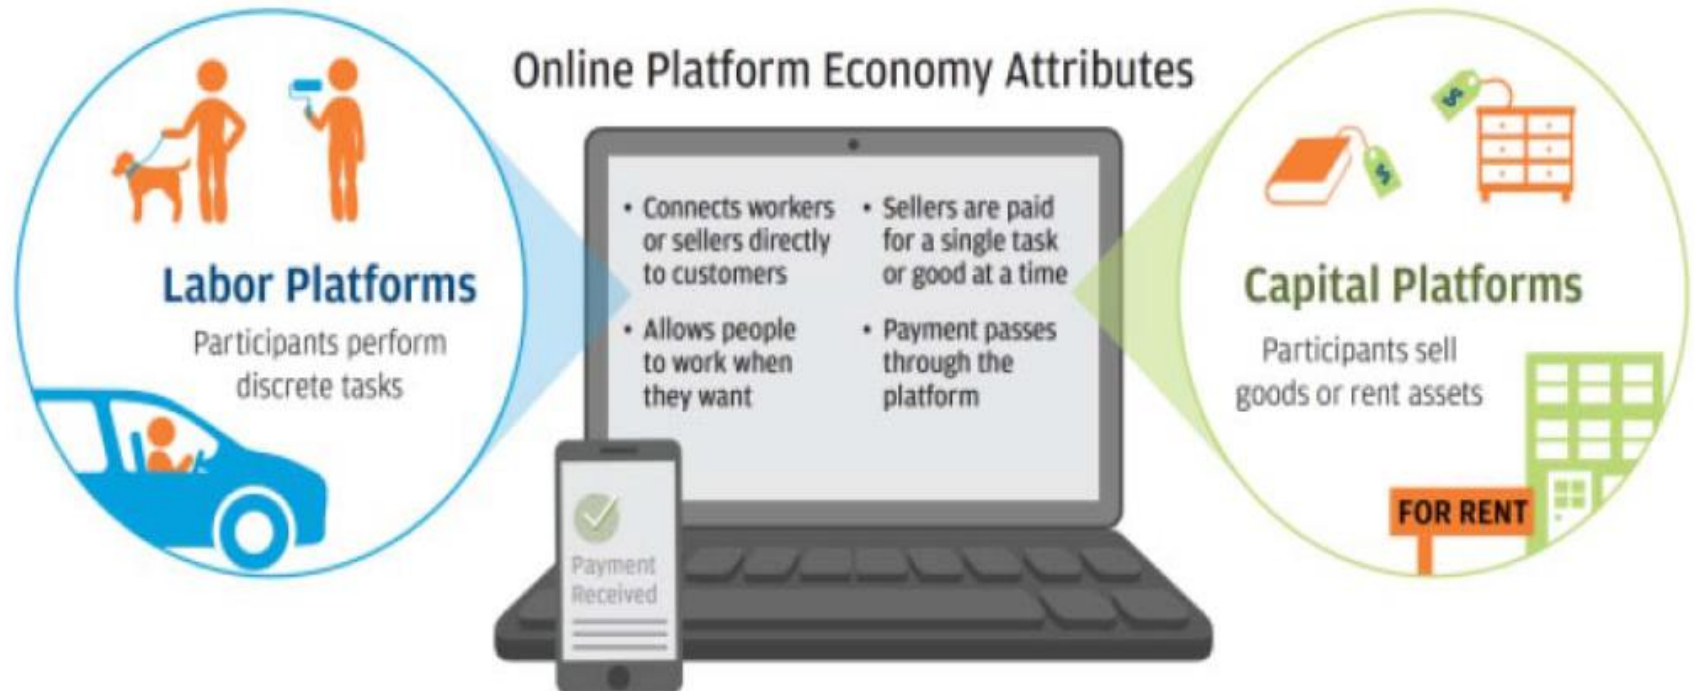 Online Platform Economy Attributes
Labor Platforms
Participants perform
discrete tasks
• Connects workers
or sellers directly
to customers
• Allows people
to work when
they want
• Sellers are paid
for a single task
or good at a time
• Payment passes
through the
platform
Payment
Received
$
$
Capital Platforms
Participants sell
goods or rent assets
FOR RENT